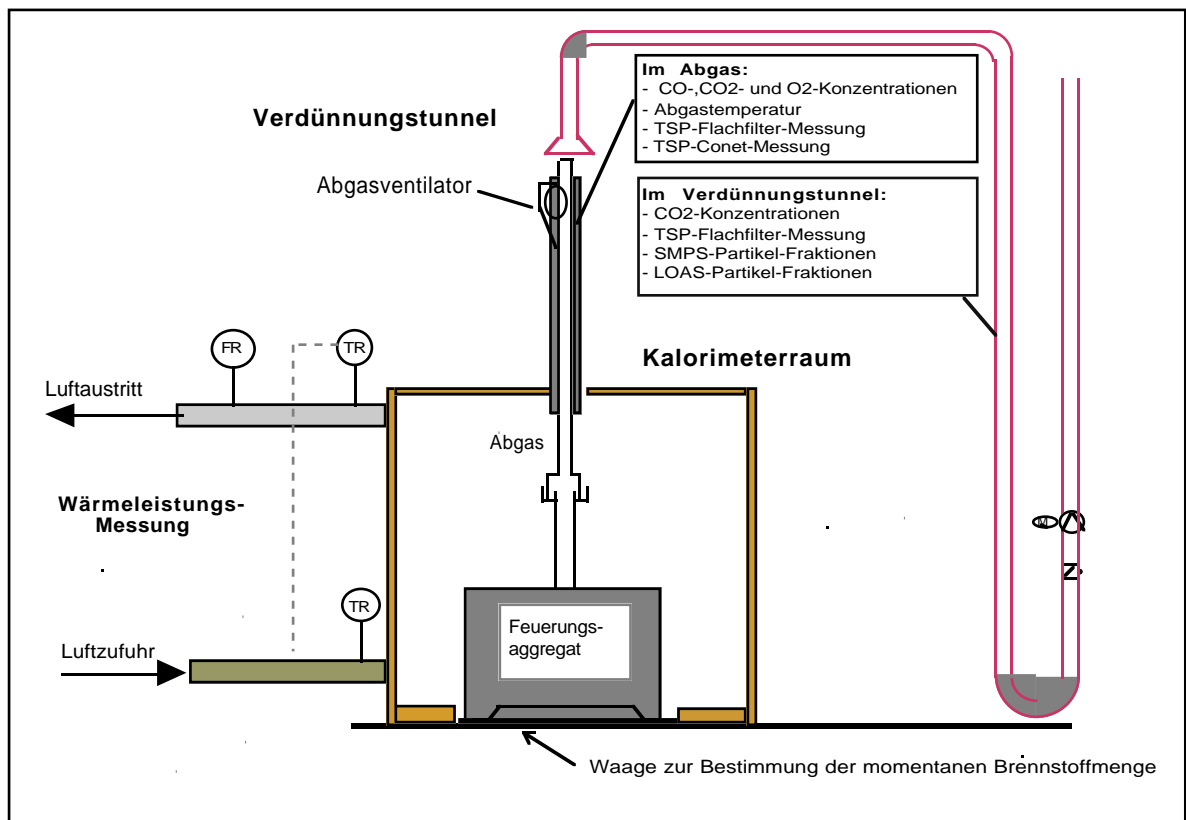 Im Abgas:
- CO-,CO2- und O2-Konzentrationen
- Abgastemperatur
- TSP-Flachfilter-Messung
- TSP-Conet-Messung
Verdünnungstunnel
Abgasventilator
Im Verdünnungstunnel:
- CO2-Konzentrationen
- TSP-Flachfilter-Messung
- SMPS-Partikel-Fraktionen
- LOAS-Partikel-Fraktionen
FR
TR
Kalorimeterraum
Luftaustritt
Abgas
Wärmeleistungs-
Messung
M
TR
Feuerungs-
aggregat
Luftzufuhr
Waage zur Bestimmung der momentanen Brennstoffmenge